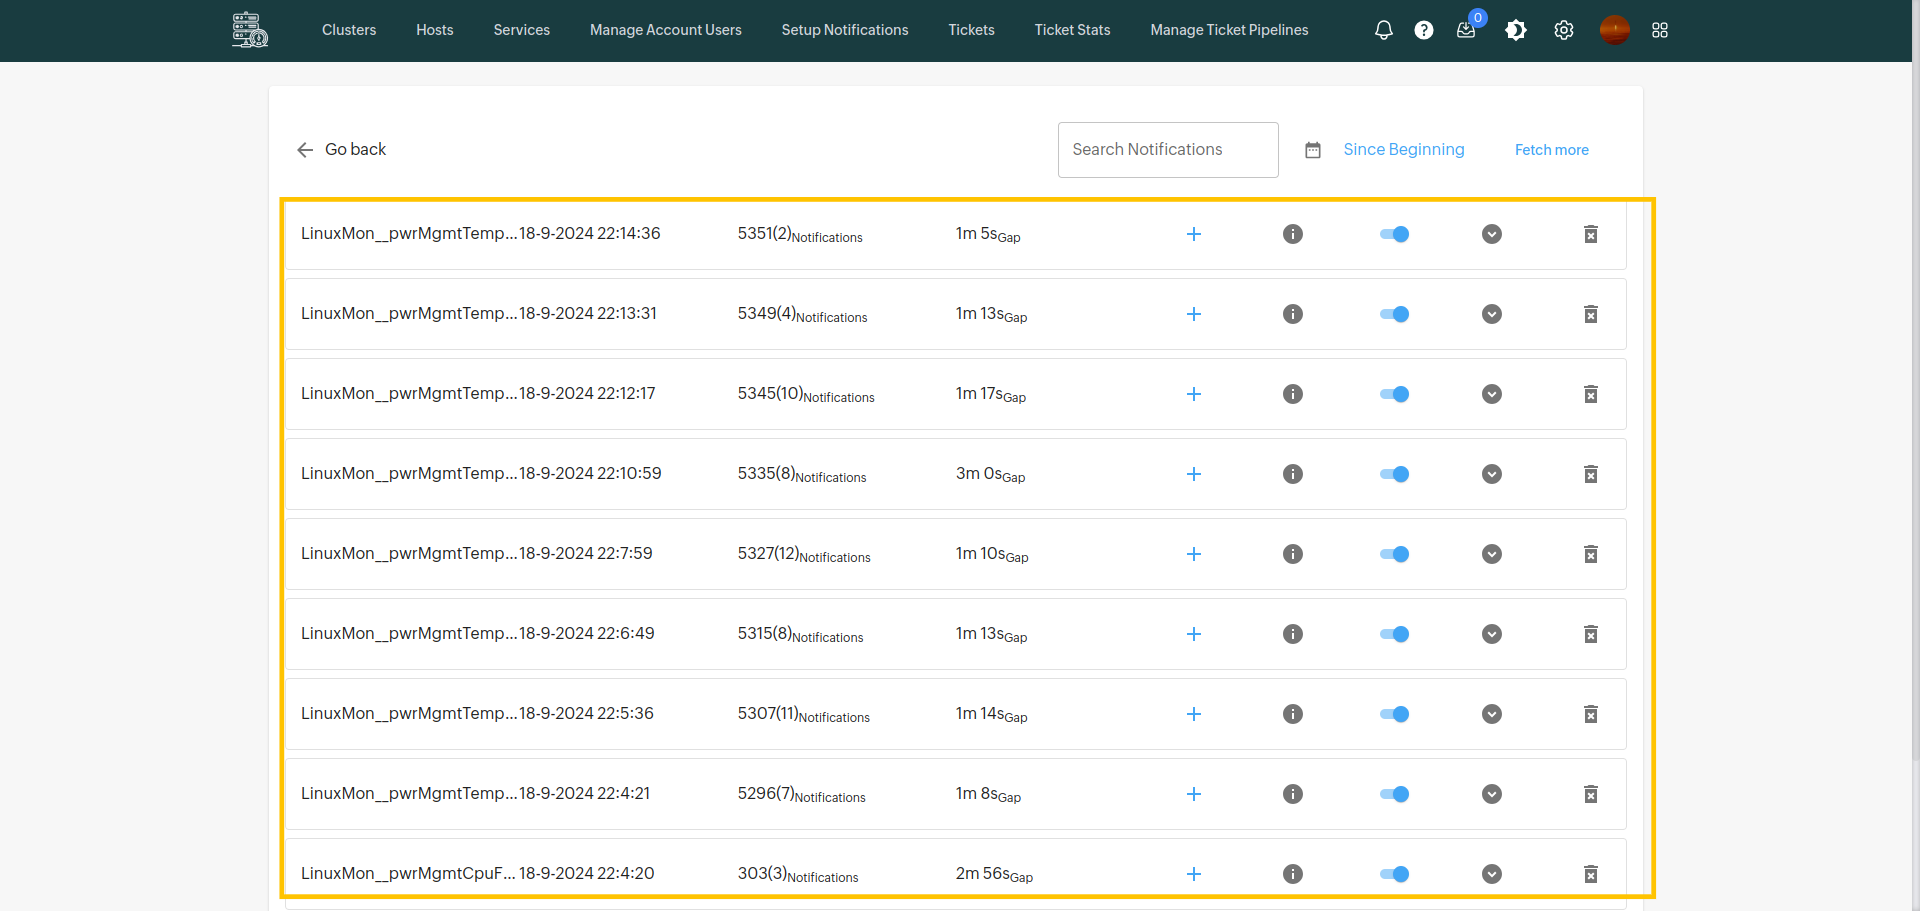 Clusters Hosts Services Manage Account Users Setup Notifications Tickets Ticket Stats Manage Ticket Pipelines 0
Go back Search Notifications Since Beginning Fetch more
LinuxMon__pwrMgmtTemp... 18-9-2024 22:14:36 5351(2)Notifications 1m 5sGap
LinuxMon__pwrMgmtTemp... 18-9-2024 22:13:31 5349(4)Notifications 1m 13sGap
LinuxMon__pwrMgmtTemp... 18-9-2024 22:12:17 5345(10)Notifications 1m 17sGap
LinuxMon__pwrMgmtTemp... 18-9-2024 22:10:59 5335(8)Notifications 3m 0sGap
LinuxMon__pwrMgmtTemp... 18-9-2024 22:7:59 5327(12)Notifications 1m 10sGap
LinuxMon__pwrMgmtTemp... 18-9-2024 22:6:49 5315(8)Notifications 1m 13sGap
LinuxMon__pwrMgmtTemp... 18-9-2024 22:5:36 5307(11)Notifications 1m 14sGap
LinuxMon__pwrMgmtTemp... 18-9-2024 22:4:21 5296(7)Notifications 1m 8sGap
LinuxMon__pwrMgmtCpuF... 18-9-2024 22:4:20 303(3)Notifications 2m 56sGap